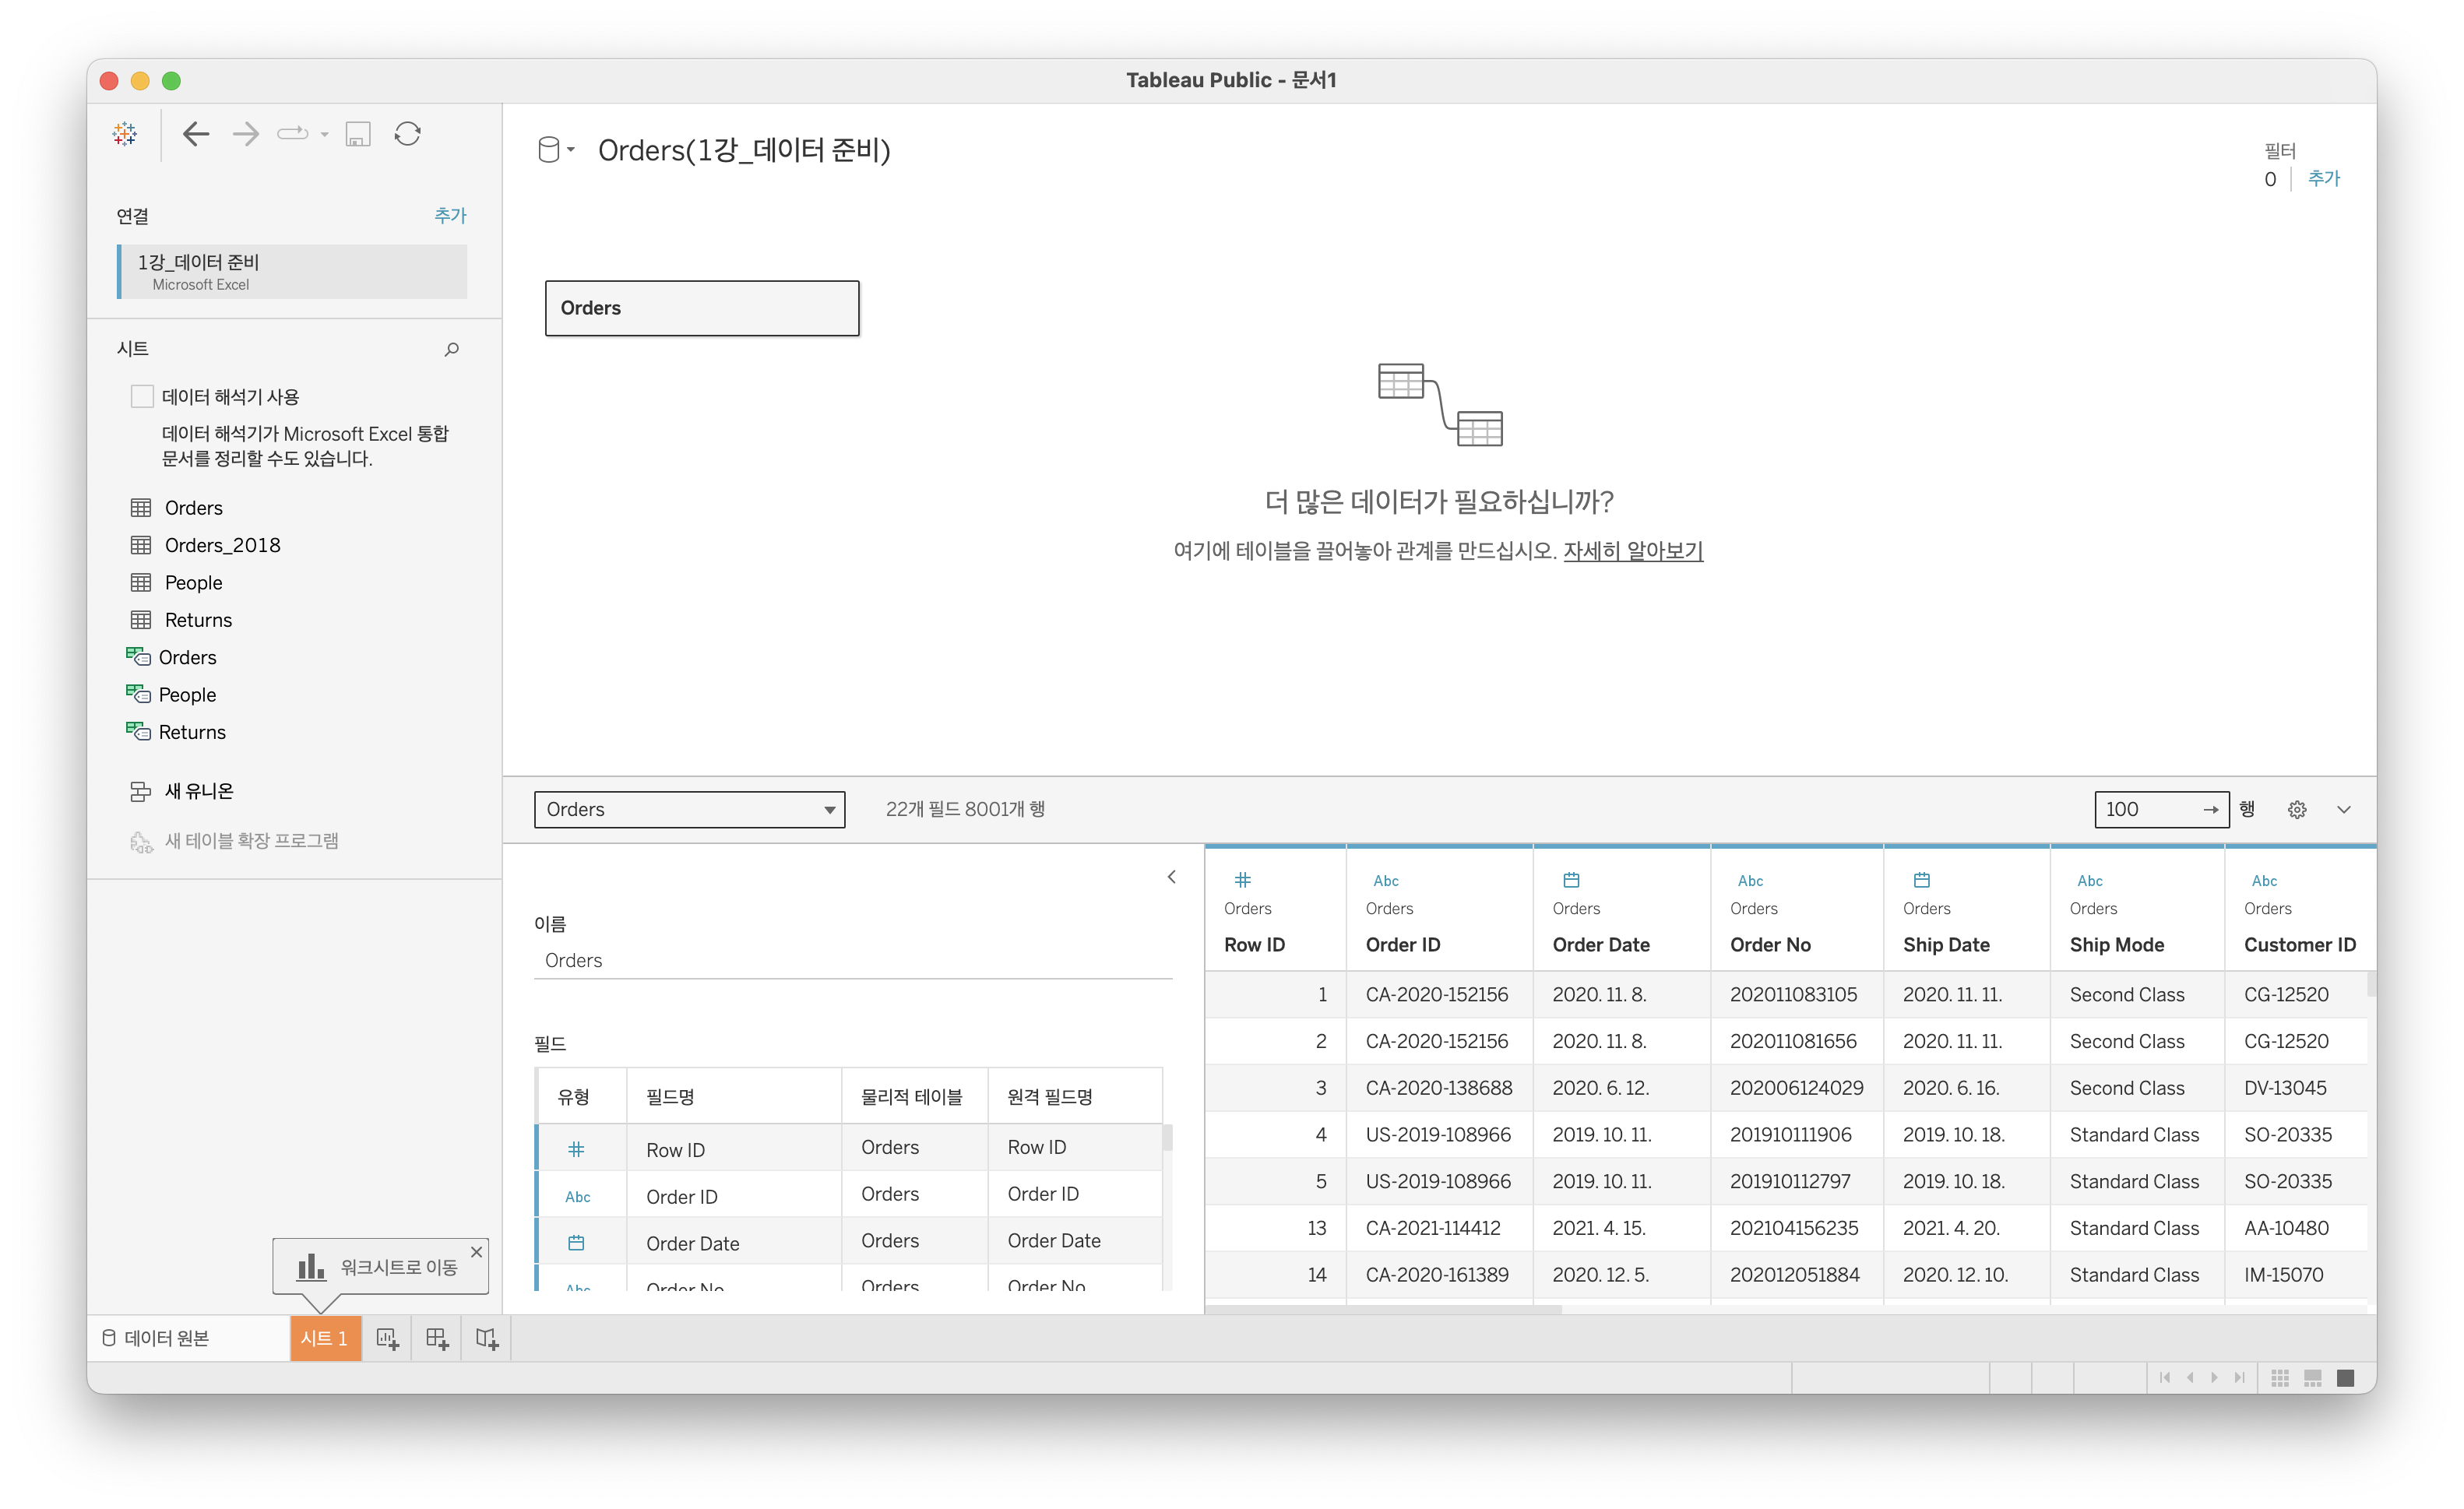 Tableau Public - 문서1
연결
추가
1강_데이터 준비
Microsoft Excel
시트
데이터 해석기 사용
데이터 해석기가 Microsoft Excel 통합
문서를 정리할 수도 있습니다.
Orders
Orders_2018
People
Returns
Orders
People
Returns
새 유니온
새 테이블 확장 프로그램
Orders(1강_데이터 준비)
필터
0 추가
Orders
더 많은 데이터가 필요하십니까?
여기에 테이블을 끌어놓아 관계를 만드십시오. 자세히 알아보기
Orders 22개 필드 8001개 행 100 행
이름
Orders
필드
유형 필드명 물리적 테이블 원격 필드명
Row ID Orders Row ID
Abc Order ID Orders Order ID
Order Date Orders Order Date
Abc Order No Orders Order No
Abc Abc Abc Abc
Orders Orders Orders Orders Orders Orders Orders
Row ID Order ID Order Date Order No Ship Date Ship Mode Customer ID
1 CA-2020-152156 2020. 11. 8. 202011083105 2020. 11. 11. Second Class CG-12520
2 CA-2020-152156 2020. 11. 8. 202011081656 2020. 11. 11. Second Class CG-12520
3 CA-2020-138688 2020. 6. 12. 202006124029 2020. 6. 16. Second Class DV-13045
4 US-2019-108966 2019. 10. 11. 201910111906 2019. 10. 18. Standard Class SO-20335
5 US-2019-108966 2019. 10. 11. 201910112797 2019. 10. 18. Standard Class SO-20335
13 CA-2021-114412 2021. 4. 15. 202104156235 2021. 4. 20. Standard Class AA-10480
14 CA-2020-161389 2020. 12. 5. 202012051884 2020. 12. 10. Standard Class IM-15070
워크시트로 이동
데이터 원본
시트 1